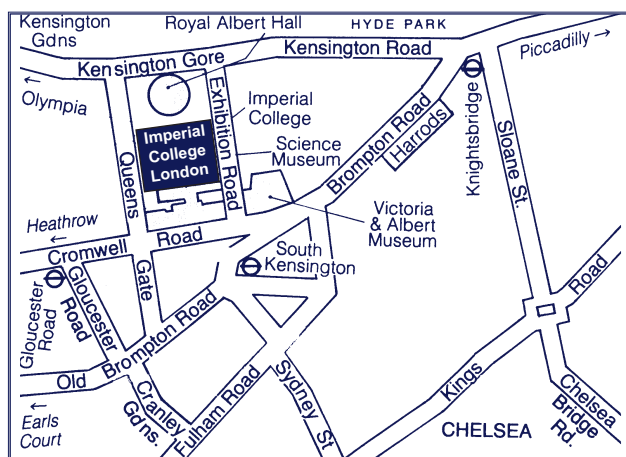 Kensington
Gdns
Royal Albert Hall
HYDE PARK
Kensington Road
Piccadilly →
Kensington Gore
← Olympia
Exhibition Road
Imperial
College
Imperial
College
London
Science
Museum
Brompton Road
Harrods
Knightsbridge
Sloane St.
Queens
Gate
Victoria
& Albert
Museum
← Heathrow
Cromwell Road
South
Kensington
Gloucester
Road
Gloucester
Road
Old Brompton Road
← Earls
Court
Cranley
Gdns.
Fulham Road
Sydney St
Kings Road
CHELSEA
Chelsea
Bridge
Rd.